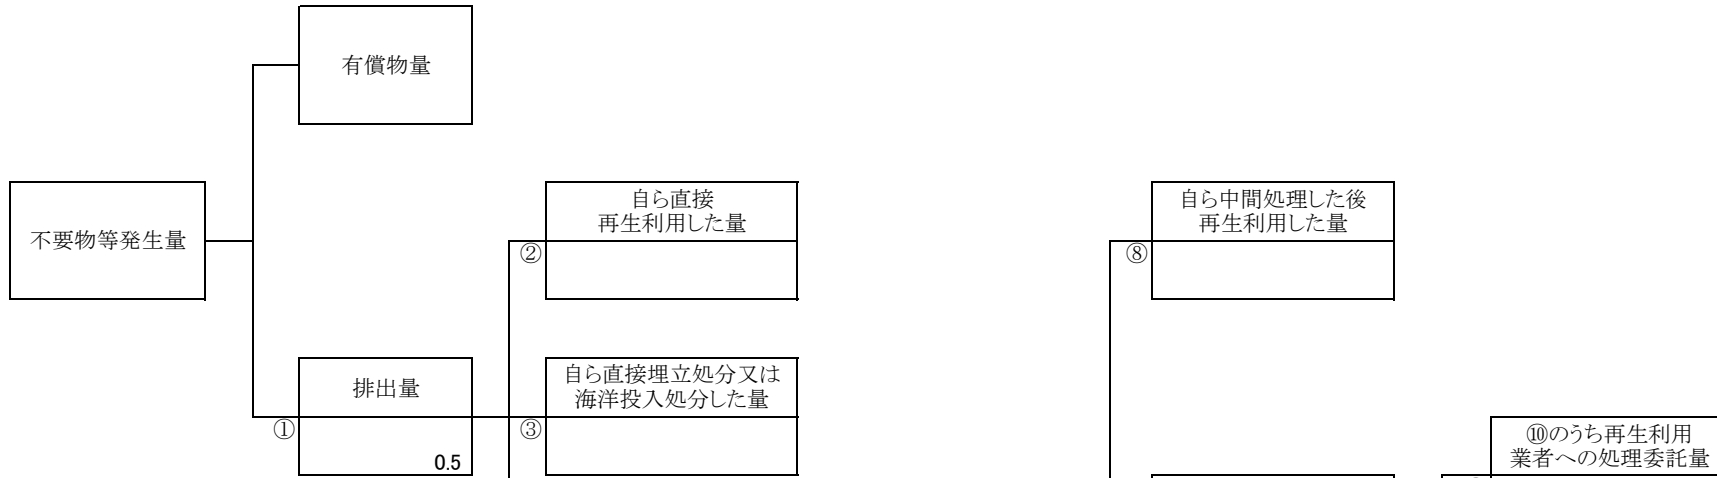 有償物量
不要物等発生量
自ら直接
再生利用した量
②
自ら中間処理した後
再生利用した量
⑧
排出量
①
0.5
自ら直接埋立処分又は
海洋投入処分した量
③
⑩のうち再生利用
業者への処理委託量